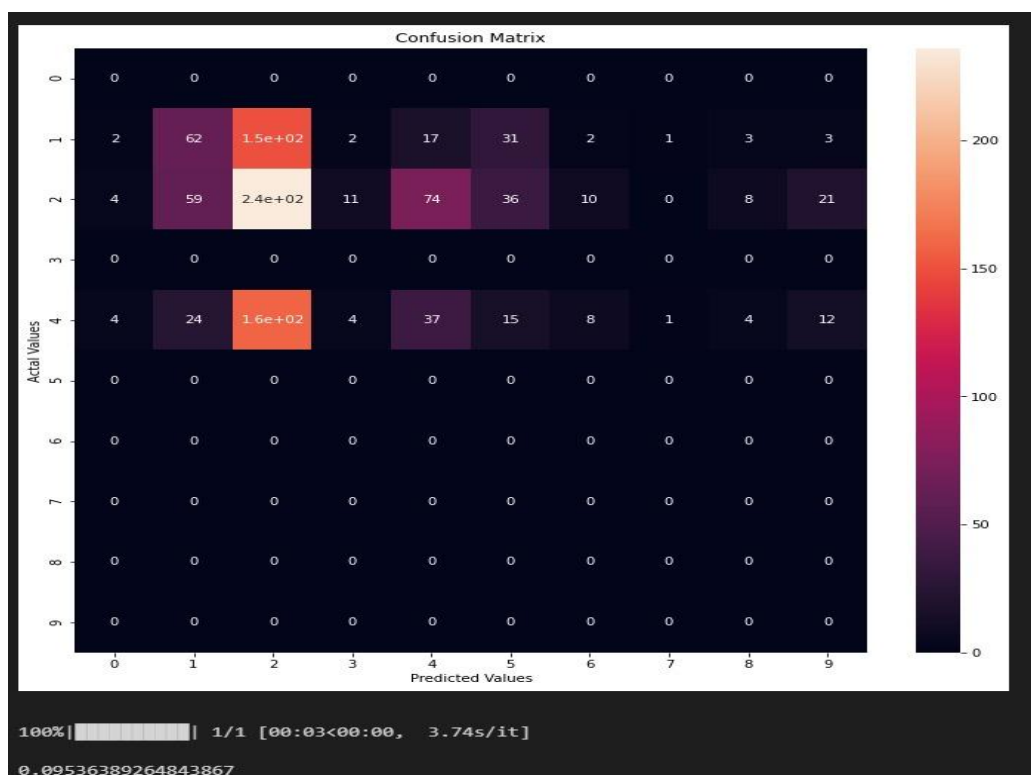 Confusion Matrix
0 0 0 0 0 0 0 0 0 0 0
1 2 62 1.5e+02 2 17 31 2 1 3 3
2 4 59 2.4e+02 11 74 36 10 0 8 21
3 0 0 0 0 0 0 0 0 0 0
4 4 24 1.6e+02 4 37 15 8 1 4 12
5 0 0 0 0 0 0 0 0 0 0
6 0 0 0 0 0 0 0 0 0 0
7 0 0 0 0 0 0 0 0 0 0
8 0 0 0 0 0 0 0 0 0 0
9 0 0 0 0 0 0 0 0 0 0
Actal Values
0 1 2 3 4 5 6 7 8 9
Predicted Values
200
150
100
50
0
100%|██████████| 1/1 [00:03<00:00, 3.74s/it]
0.09536389264843867